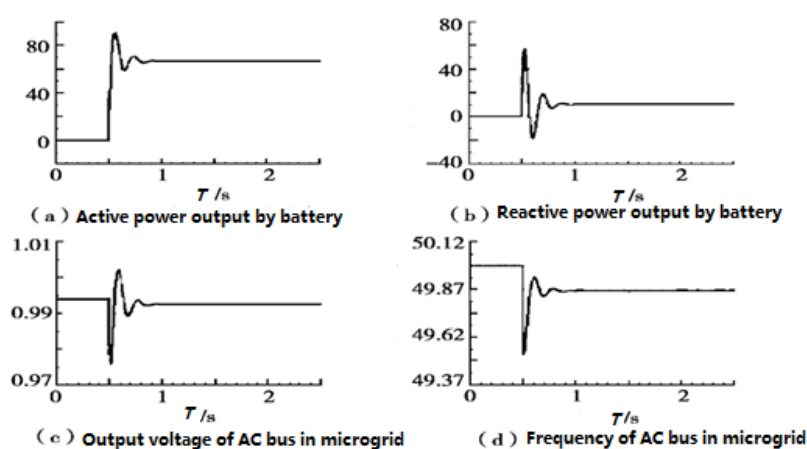 80
40
0
0 1 2
T/s
(a) Active power output by battery
80
40
0
-40
0 1 2
T/s
(b) Reactive power output by battery
1.01
0.99
0.97
0 1 2
T/s
(c) Output voltage of AC bus in microgrid
50.12
49.87
49.62
49.37
0 1 2
T/s
(d) Frequency of AC bus in microgrid